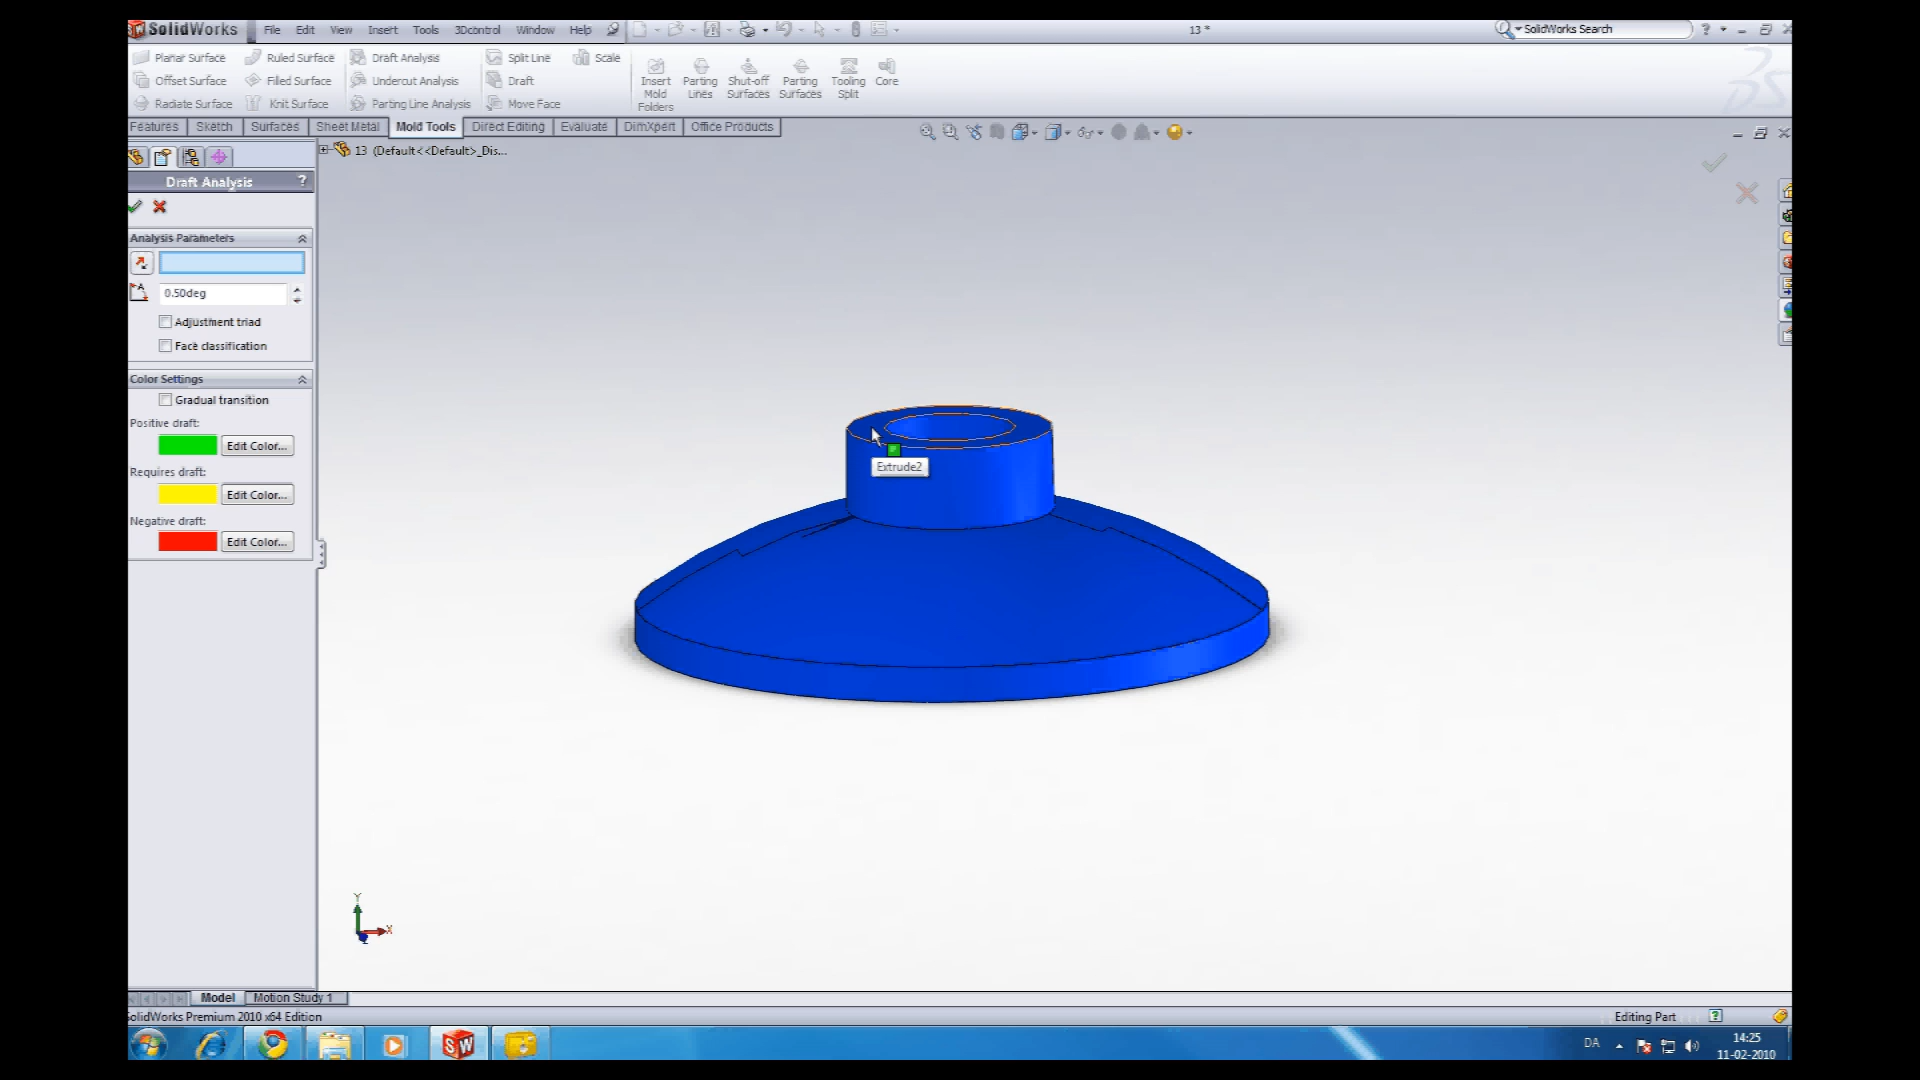 SolidWorks File Edit View Insert Tools 3Dcontrol Window Help 13 * SolidWorks Search ?
Planar Surface Ruled Surface Draft Analysis Split Line Scale
Offset Surface Filled Surface Undercut Analysis Draft
Radiate Surface Knit Surface Parting Line Analysis Move Face
Insert Mold Folders
Parting Lines
Shut-off Surfaces
Parting Surfaces
Tooling Split
Core
Features Sketch Surfaces Sheet Metal Mold Tools Direct Editing Evaluate DimXpert Office Products
13 (Default<<Default>_Dis...
Draft Analysis ?
Analysis Parameters
0.50deg
Adjustment triad
Face classification
Color Settings
Gradual transition
Positive draft:
Edit Color...
Requires draft:
Edit Color...
Negative draft:
Edit Color...
Extrude2
Y
X
Z
Model Motion Study 1
SolidWorks Premium 2010 x64 Edition Editing Part
DA 14:25
11-02-2010